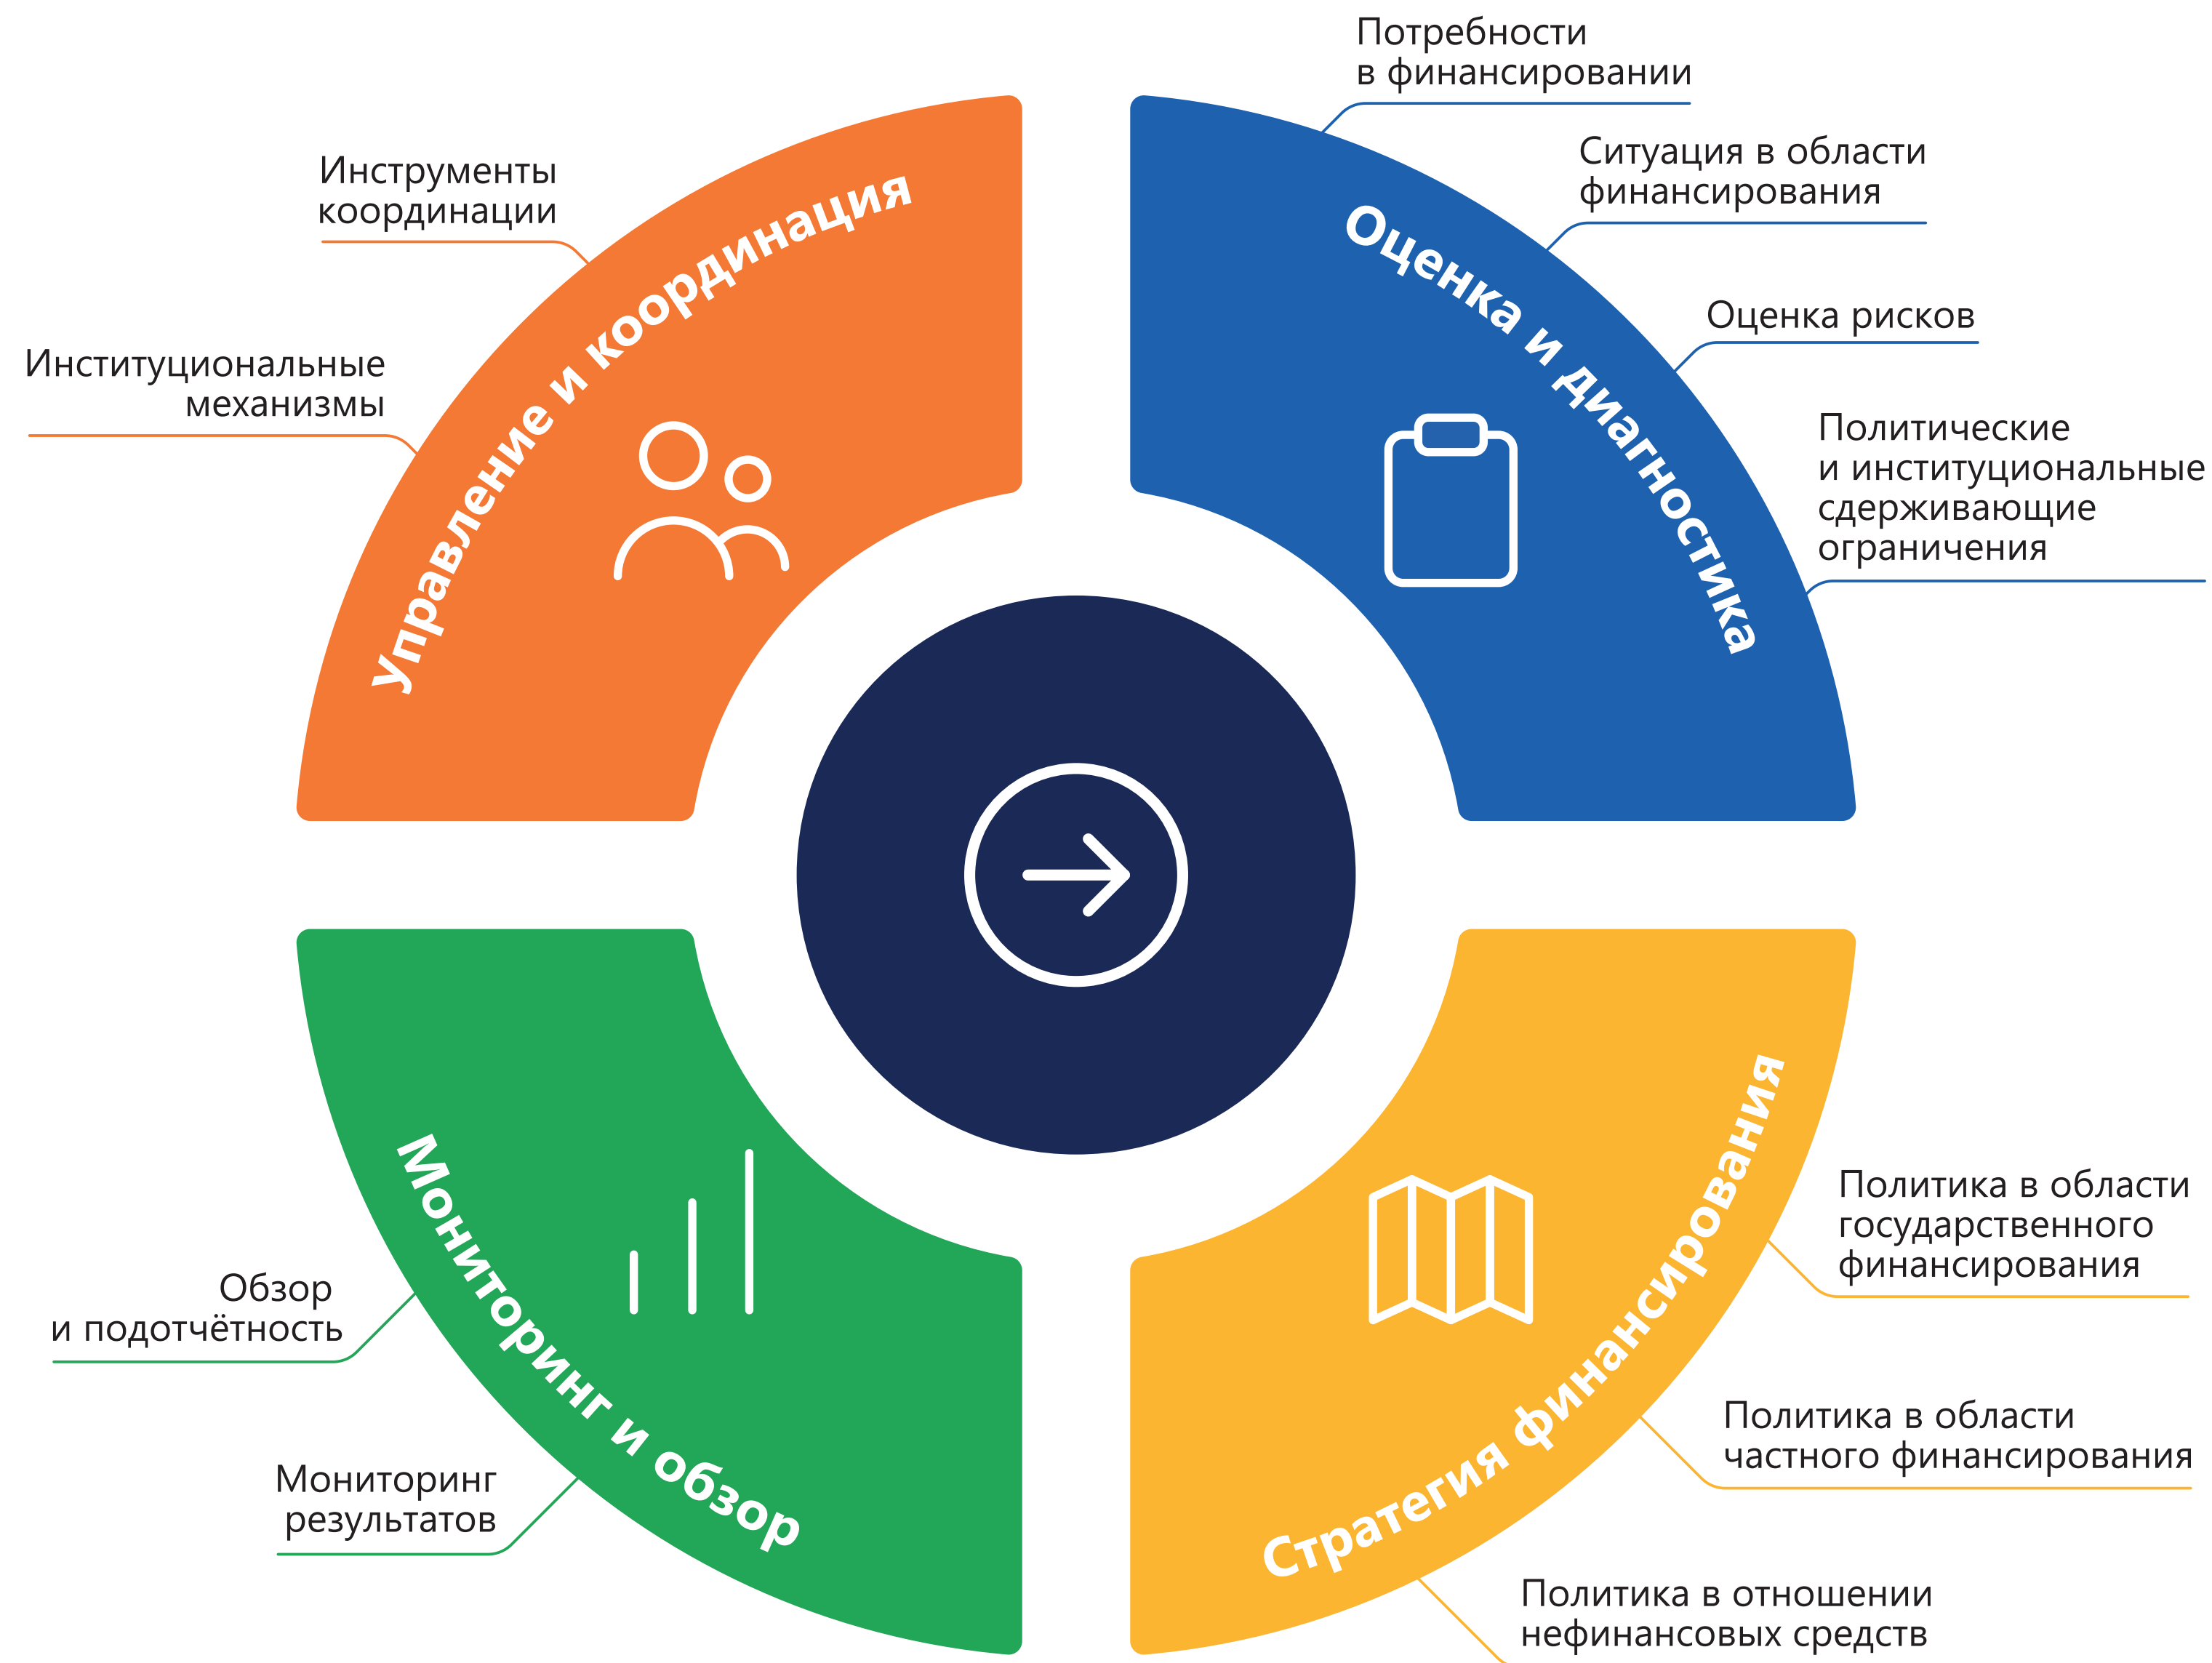 Потребности
в финансировании
Ситуация в области
финансирования
Оценка рисков
Политические
и институциональные
сдерживающие
ограничения
Оценка и диагностика
Инструменты
координации
Институциональные
механизмы
Управление и координация
Политика в области
государственного
финансирования
Политика в области
частного финансирования
Политика в отношении
нефинансовых средств
Стратегия финансирования
Обзор
и подотчётность
Мониторинг
результатов
Мониторинг и обзор